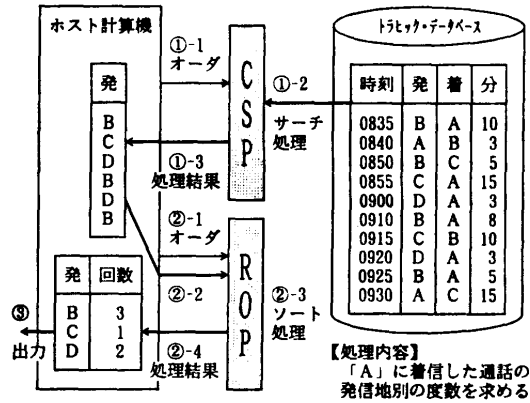 ホスト計算機
発
B
C
D
B
D
B
①-1
オーダ
①-3
処理結果
CSP
①-2
サーチ
処理
トラヒック・データベース
時刻 発 着 分
0835 B A 10
0840 A B 3
0850 B C 5
0855 C A 15
0900 D A 3
0910 B A 8
0915 C B 10
0920 D A 3
0925 B A 5
0930 A C 15
②-1
オーダ
②-2
ROP
②-3
ソート
処理
発 回数
B 3
C 1
D 2
②-4
処理結果
③
出力
【処理内容】
「A」に着信した通話の
発信地別の度数を求める